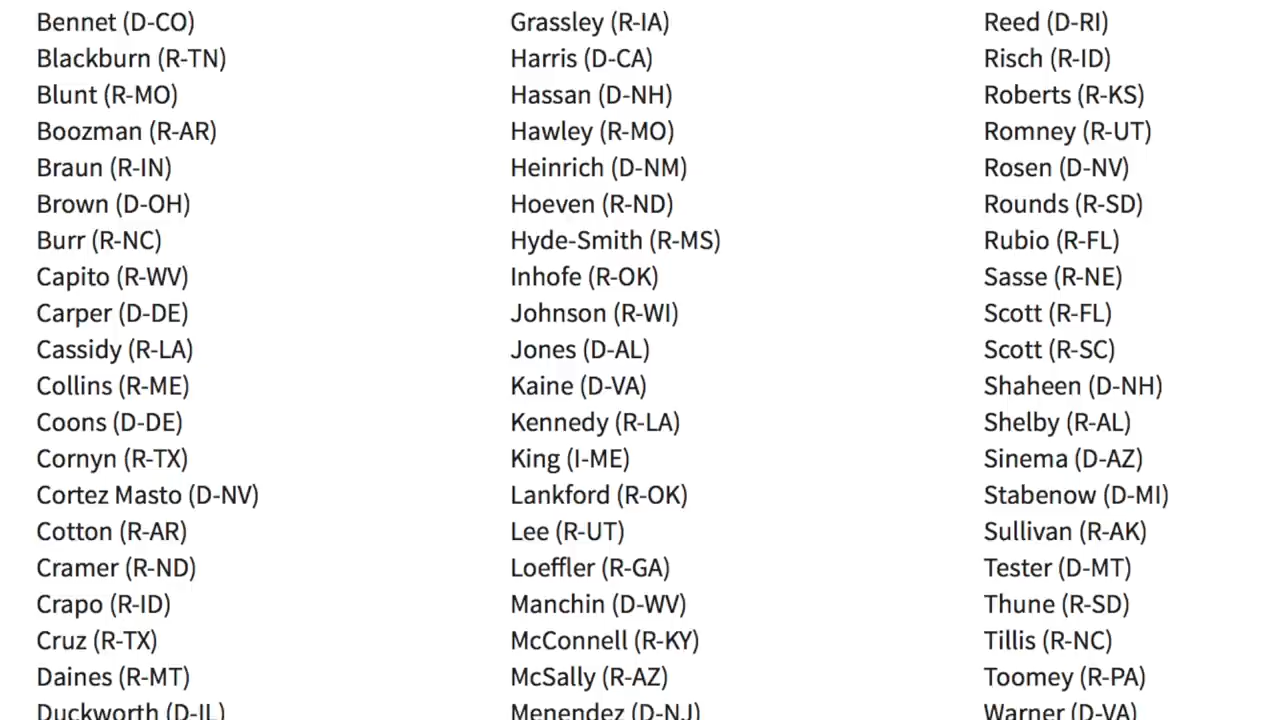 Bennet (D-CO)
Blackburn (R-TN)
Blunt (R-MO)
Boozman (R-AR)
Braun (R-IN)
Brown (D-OH)
Burr (R-NC)
Capito (R-WV)
Carper (D-DE)
Cassidy (R-LA)
Collins (R-ME)
Coons (D-DE)
Cornyn (R-TX)
Cortez Masto (D-NV)
Cotton (R-AR)
Cramer (R-ND)
Crapo (R-ID)
Cruz (R-TX)
Daines (R-MT)
Duckworth (D-IL)
Grassley (R-IA)
Harris (D-CA)
Hassan (D-NH)
Hawley (R-MO)
Heinrich (D-NM)
Hoeven (R-ND)
Hyde-Smith (R-MS)
Inhofe (R-OK)
Johnson (R-WI)
Jones (D-AL)
Kaine (D-VA)
Kennedy (R-LA)
King (I-ME)
Lankford (R-OK)
Lee (R-UT)
Loeffler (R-GA)
Manchin (D-WV)
McConnell (R-KY)
McSally (R-AZ)
Menendez (D-NJ)
Reed (D-RI)
Risch (R-ID)
Roberts (R-KS)
Romney (R-UT)
Rosen (D-NV)
Rounds (R-SD)
Rubio (R-FL)
Sasse (R-NE)
Scott (R-FL)
Scott (R-SC)
Shaheen (D-NH)
Shelby (R-AL)
Sinema (D-AZ)
Stabenow (D-MI)
Sullivan (R-AK)
Tester (D-MT)
Thune (R-SD)
Tillis (R-NC)
Toomey (R-PA)
Warner (D-VA)